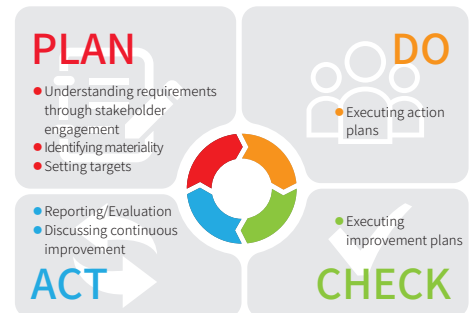 PLAN
● Understanding requirements
through stakeholder
engagement
● Identifying materiality
● Setting targets
DO
● Executing action
plans
● Reporting/Evaluation
● Discussing continuous
improvement
ACT
● Executing
improvement plans
CHECK